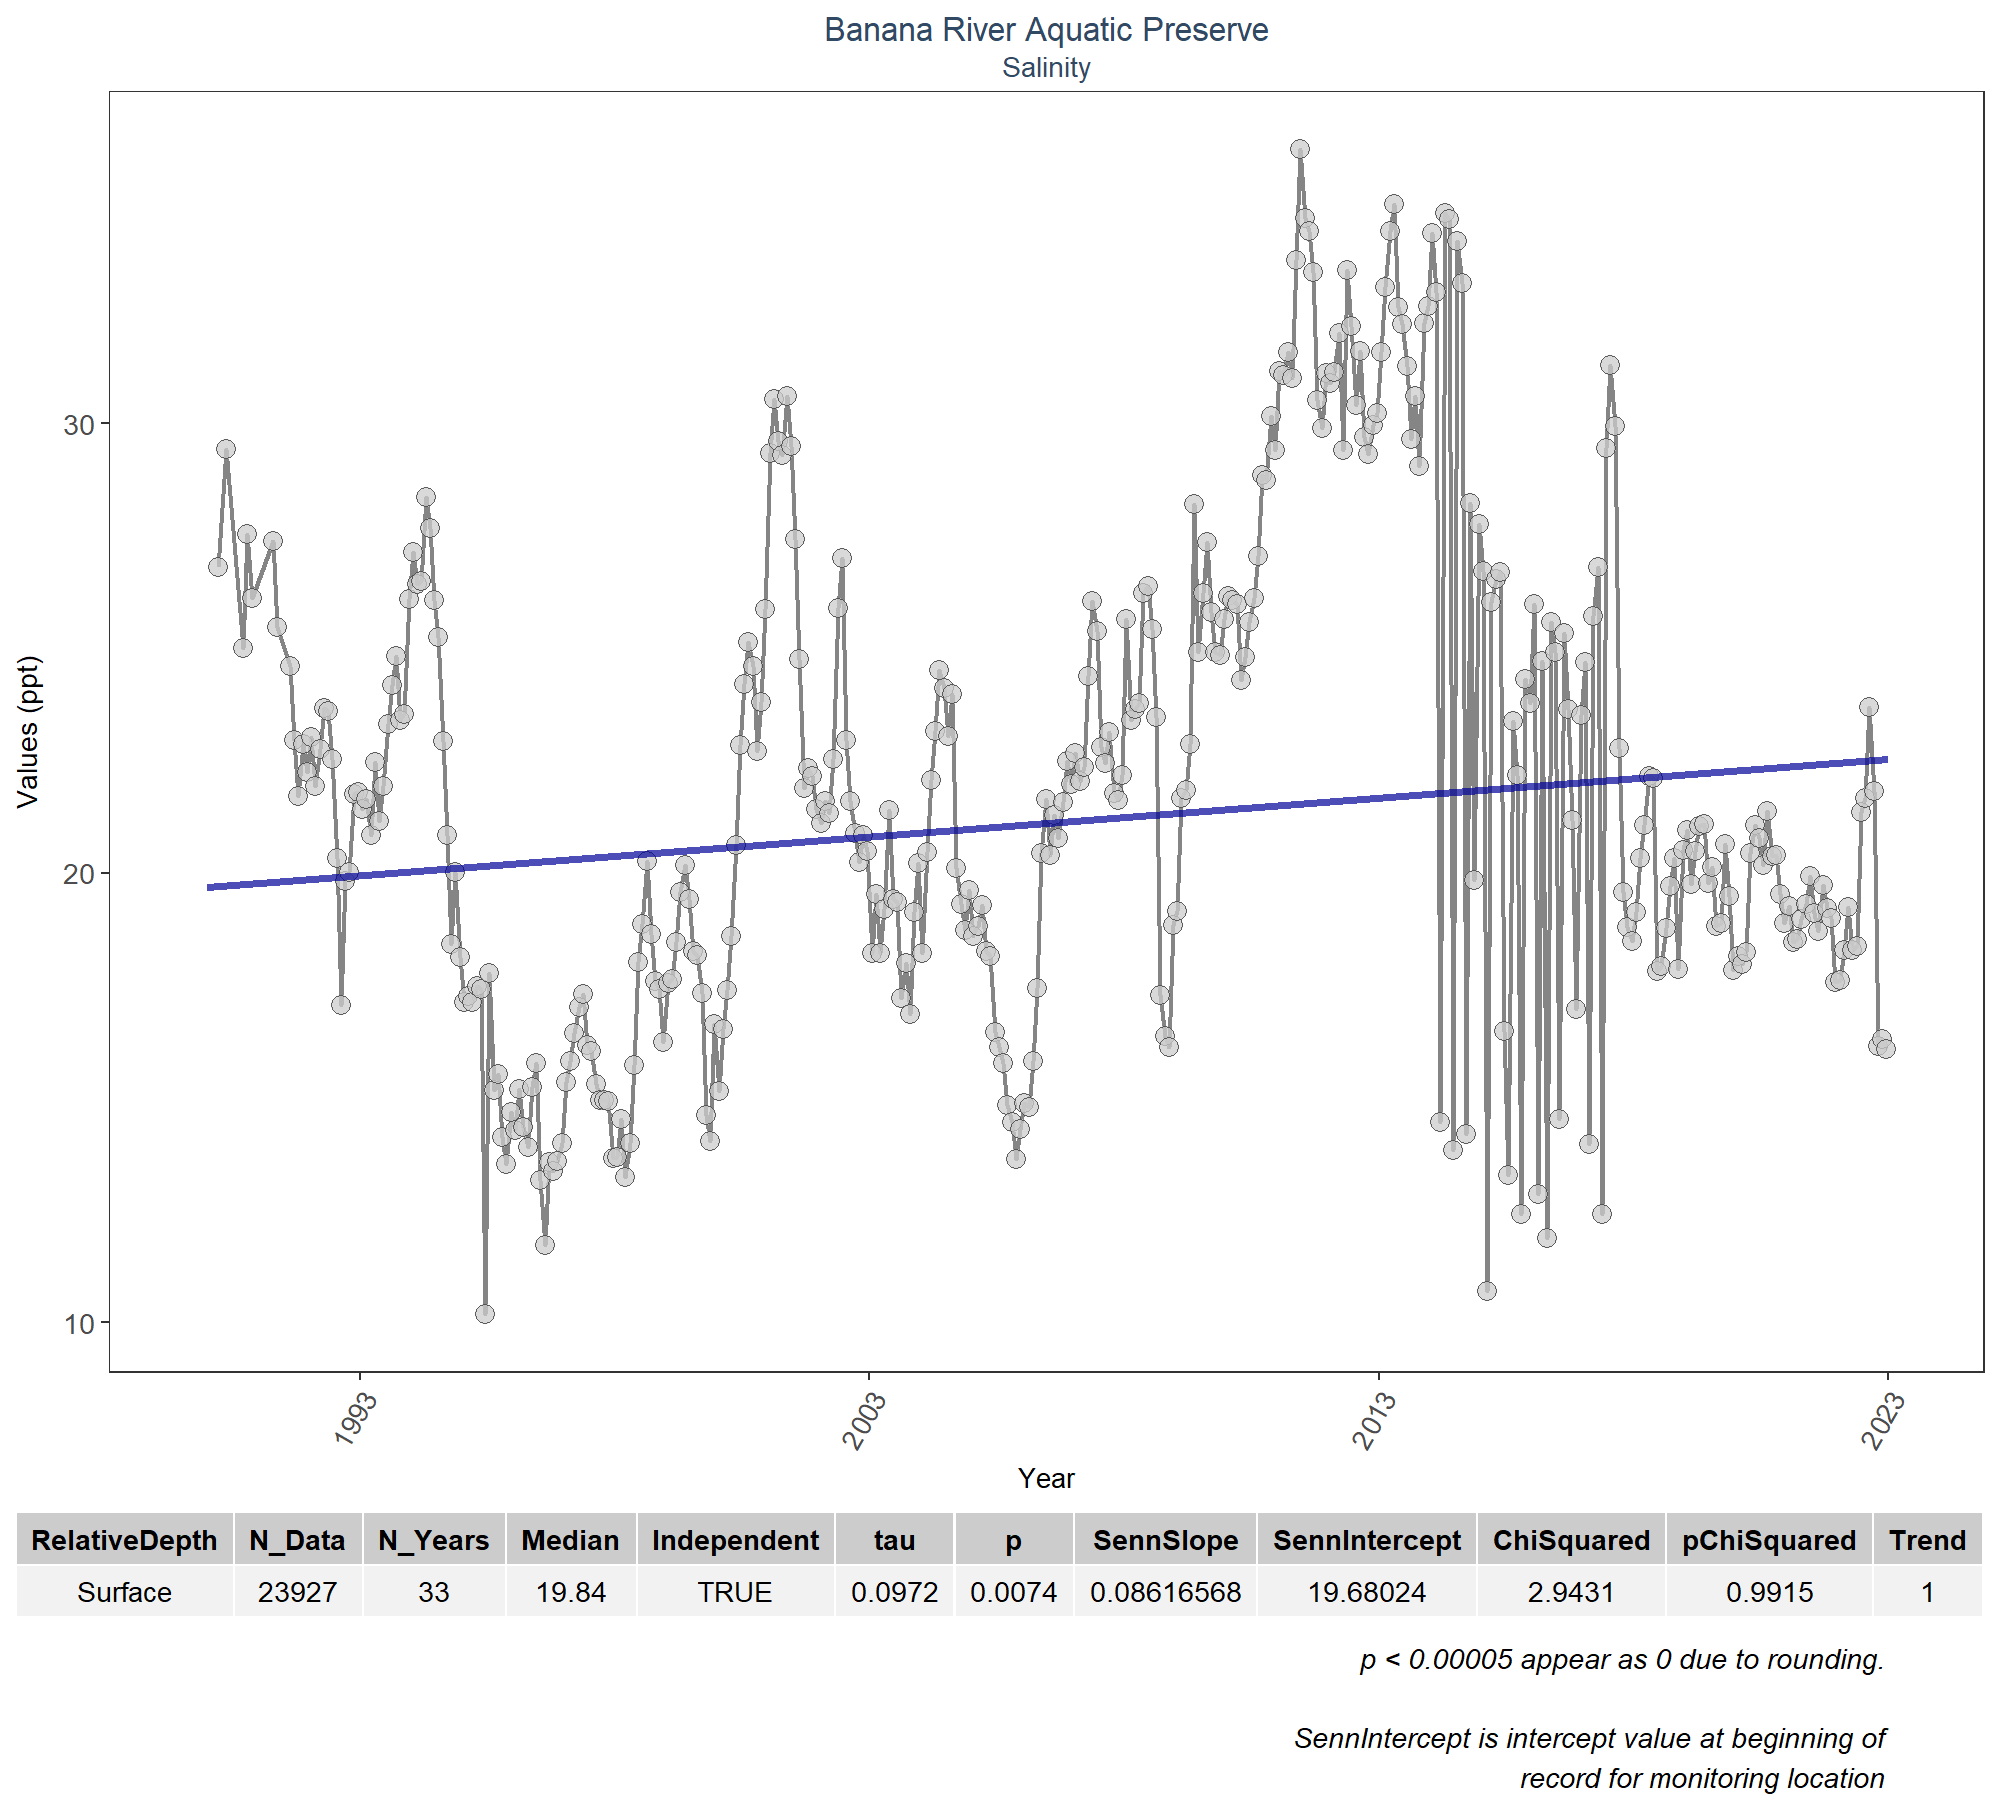 Banana River Aquatic Preserve
Salinity
Values (ppt)
30
20
10
1993
2003
2013
2023
Year
RelativeDepth N_Data N_Years Median Independent tau p SennSlope SennIntercept ChiSquared pChiSquared Trend
Surface 23927 33 19.84 TRUE 0.0972 0.0074 0.08616568 19.68024 2.9431 0.9915 1
p < 0.00005 appear as 0 due to rounding.
SennIntercept is intercept value at beginning of
record for monitoring location